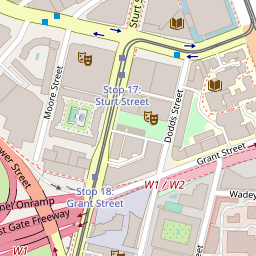 Sturt S
Moore Street
Stop 17:
Sturt Street
Dodds Street
Grant Street
W1 / W2
Stop 18:
Grant Street
Wadey
ower Street
nel Onramp
st Gate Freeway
W1